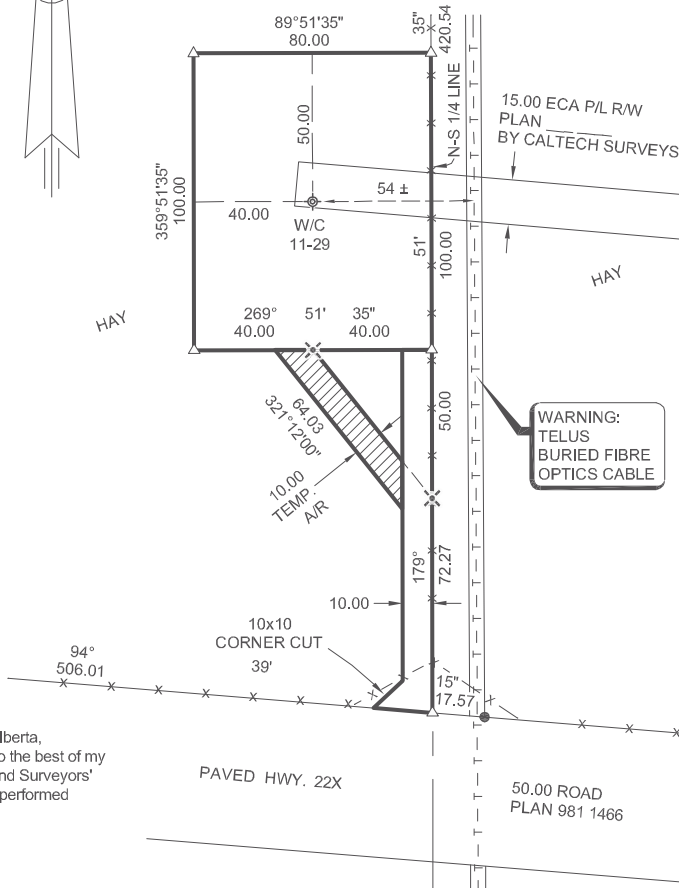 89°51'35"
80.00
35"
420.54
N-S 1/4 LINE
15.00 ECA P/L R/W
PLAN
BY CALTECH SURVEYS
50.00
359°51'35"
100.00
54 ±
40.00
W/C
11-29
51'
100.00
HAY
HAY
269° 51' 35"
40.00 40.00
64.03
321°12'00"
50.00
WARNING:
TELUS
BURIED FIBRE
OPTICS CABLE
10.00
TEMP.
A/R
179°
72.27
10.00
10x10
CORNER CUT
94°
506.01
39'
15"
17.57
lberta,
o the best of my
nd Surveyors'
performed
PAVED HWY. 22X
50.00 ROAD
PLAN 981 1466